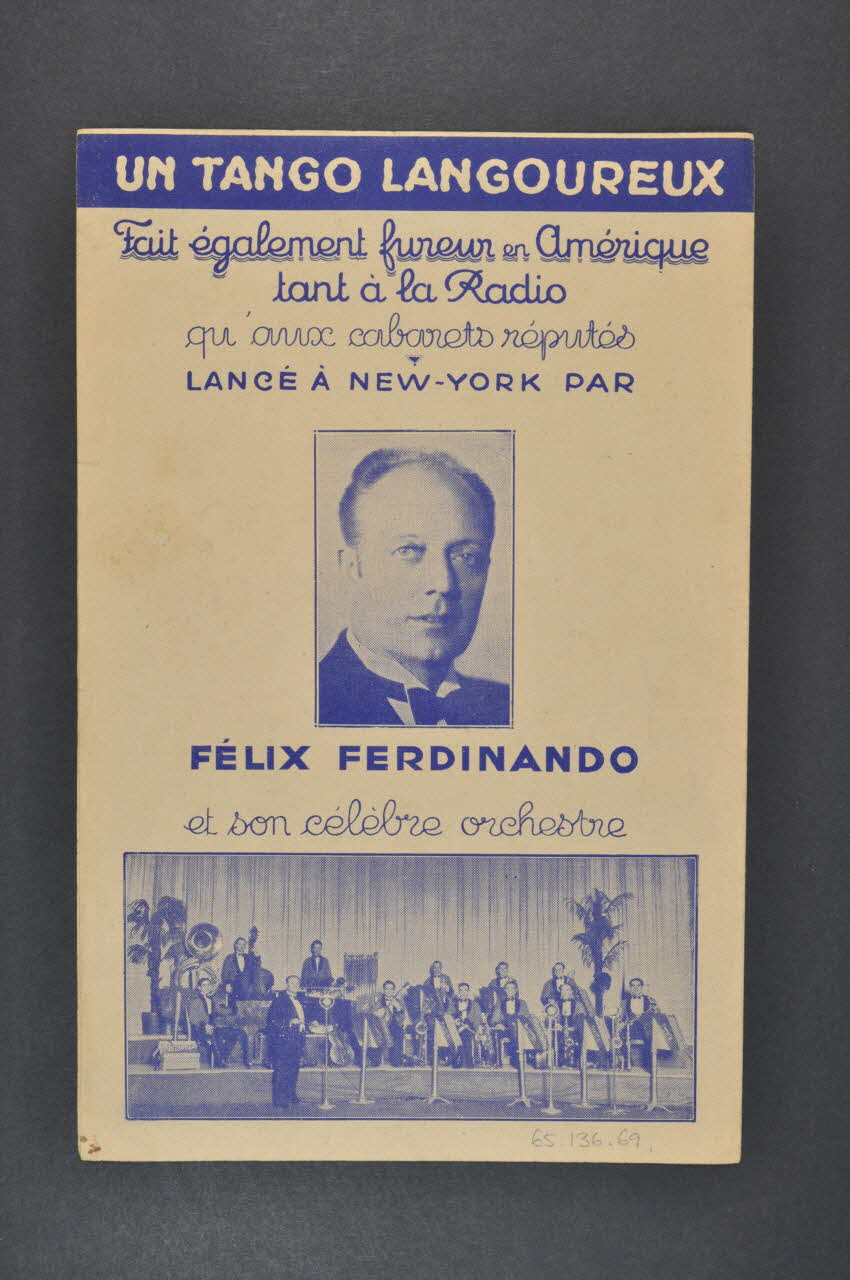 UN TANGO LANGOUREUX
Fait également fureur en Amérique
tant à la Radio
qu'aux cabarets réputés
LANCÉ À NEW-YORK PAR
FÉLIX FERDINANDO
et son célèbre orchestre
65.136.69.